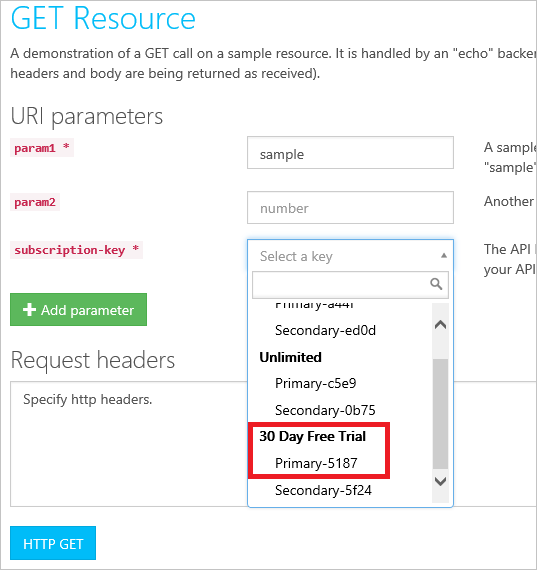 GET Resource
A demonstration of a GET call on a sample resource. It is handled by an "echo" backe
headers and body are being returned as received).
URI parameters
param1 *
sample
A sample
"sample"
param2
number
Another
subscription-key *
Select a key
The API
your API
Add parameter
Primary-a44f
Secondary-ed0d
Unlimited
Primary-c5e9
Secondary-0b75
30 Day Free Trial
Primary-5187
Secondary-5f24
Request headers
Specify http headers.
HTTP GET